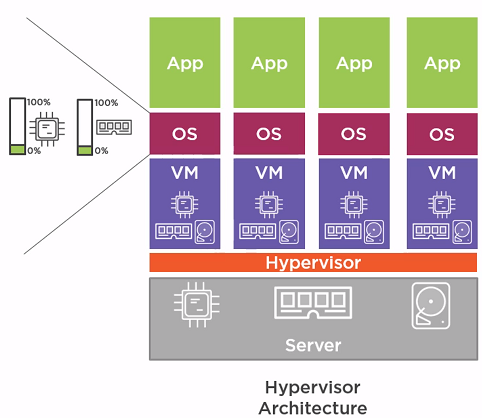 App App App App
100% 100%
0% 0%
OS OS OS OS
VM VM VM VM
Hypervisor
Server
Hypervisor
Architecture